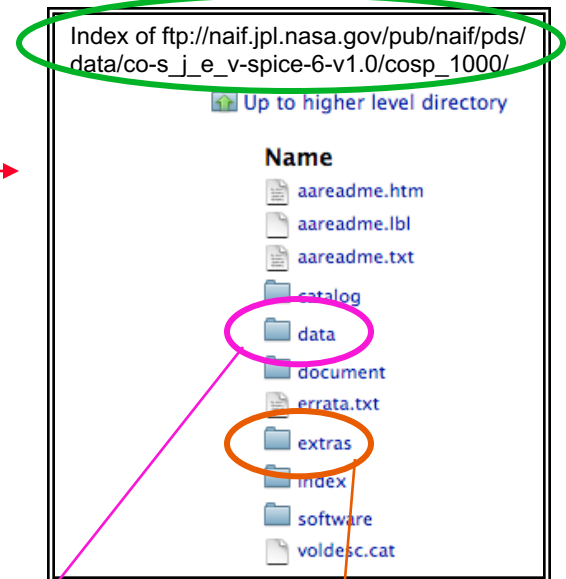 Index of ftp://naif.jpl.nasa.gov/pub/naif/pds/
data/co-s_j_e_v-spice-6-v1.0/cosp_1000/
Up to higher level directory
Name
aareadme.htm
aareadme.lbl
aareadme.txt
catalog
data
document
errata.txt
extras
index
software
voldesc.cat